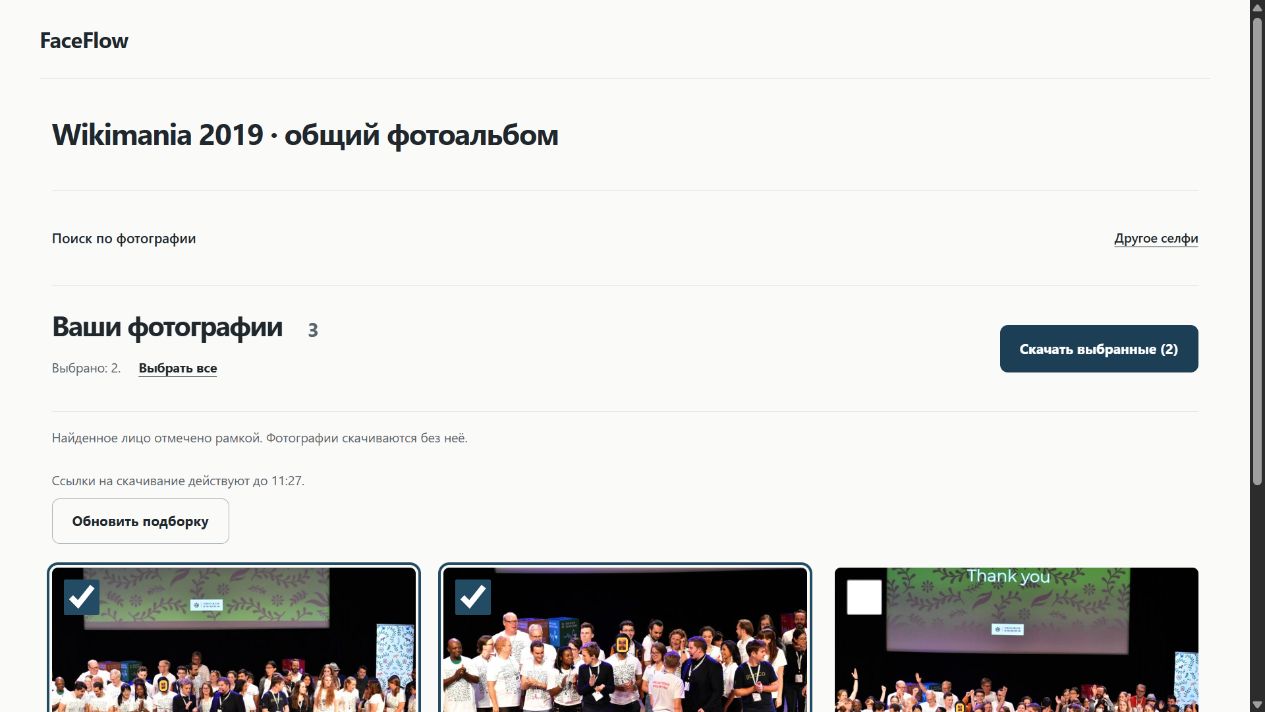 FaceFlow
Wikimania 2019 · общий фотоальбом
Поиск по фотографии
Другое селфи
Ваши фотографии 3
Выбрано: 2. Выбрать все
Скачать выбранные (2)
Найденное лицо отмечено рамкой. Фотографии скачиваются без неё.
Ссылки на скачивание действуют до 11:27.
Обновить подборку
Thank you